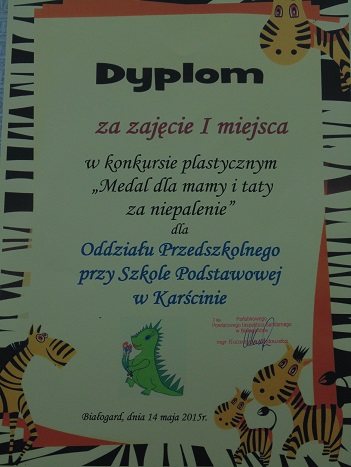 Dyplom
za zajęcie I miejsca
w konkursie plastycznym
„Medal dla mamy i taty
za niepalenie”
dla
Oddziału Przedszkolnego
przy Szkole Podstawowej
w Karścinie
Białogard, dnia 14 maja 2015r.